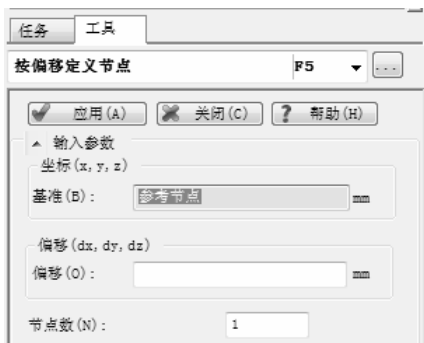 任务 工具
按偏移定义节点 F5 ...
应用(A) 关闭(C) ? 帮助(H)
输入参数
坐标(x, y, z)
基准(B): 参考节点 mm
偏移(dx, dy, dz)
偏移(O): mm
节点数(N): 1